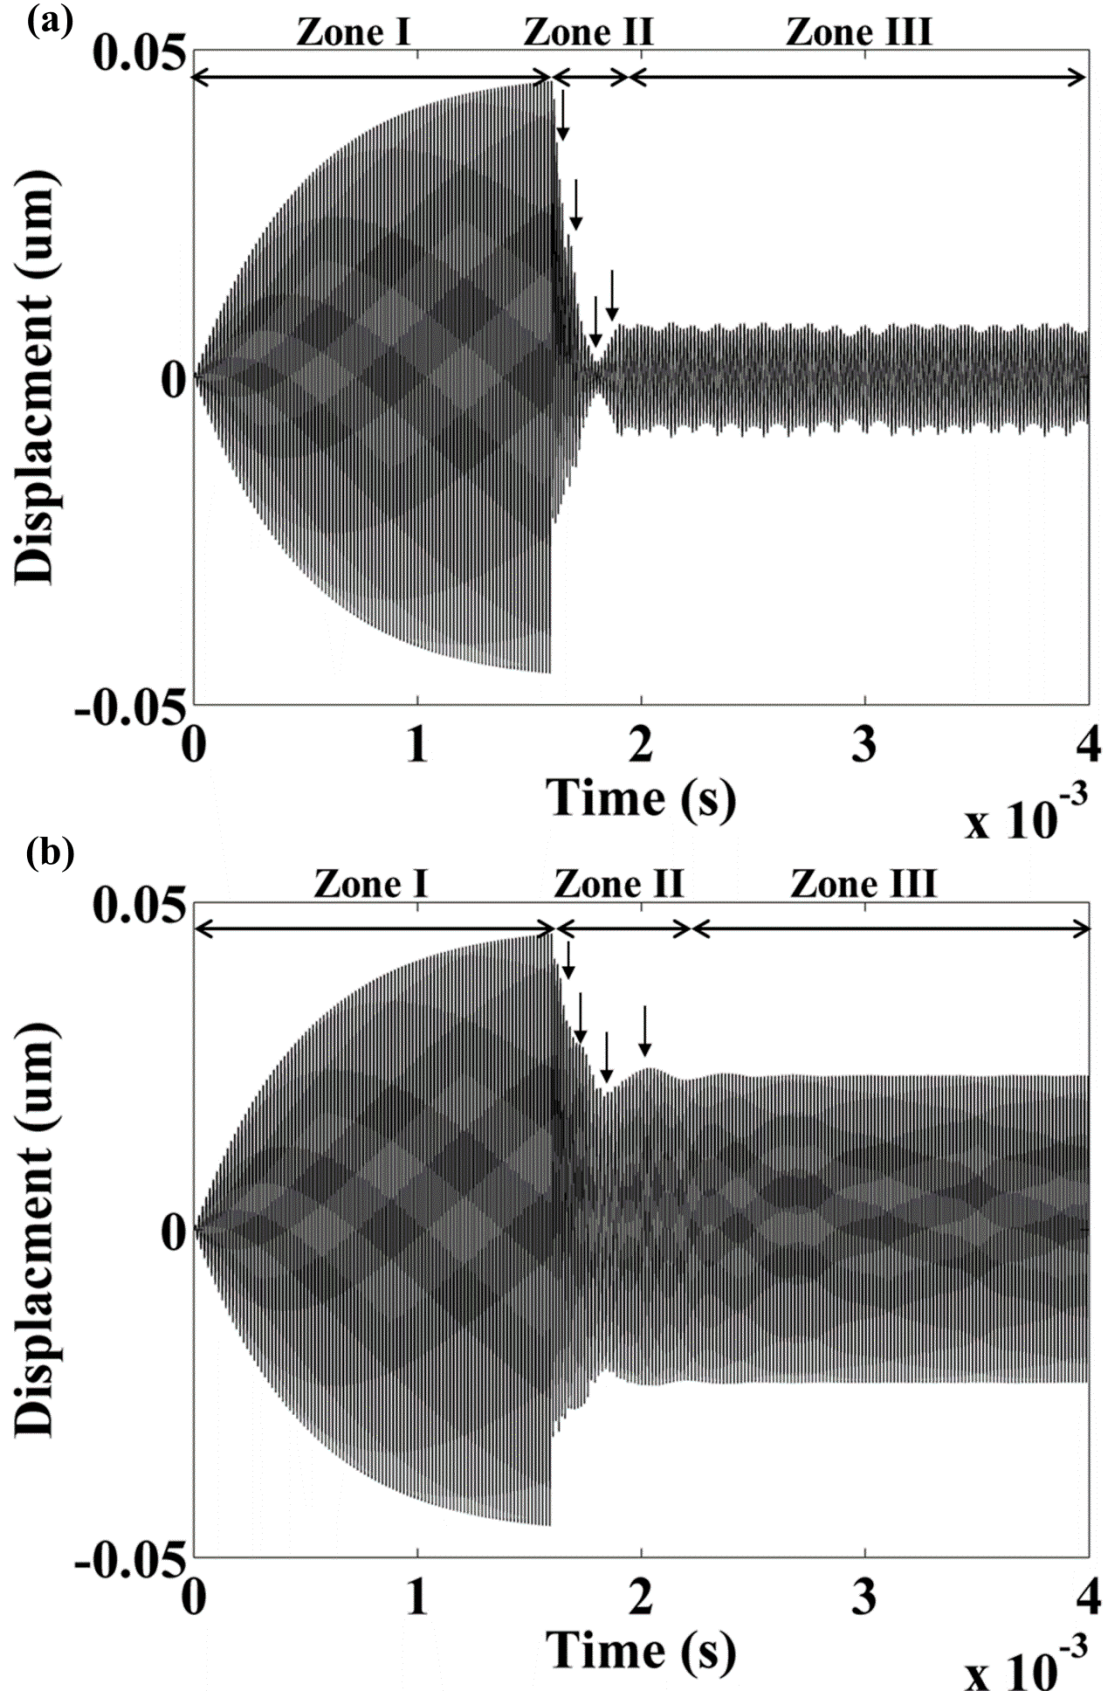 (a)
Zone I Zone II Zone III
0.05
0
-0.05
Displacment (um)
0 1 2 3 4
Time (s)
x 10-3
(b)
Zone I Zone II Zone III
0.05
0
-0.05
Displacment (um)
0 1 2 3 4
Time (s)
x 10-3